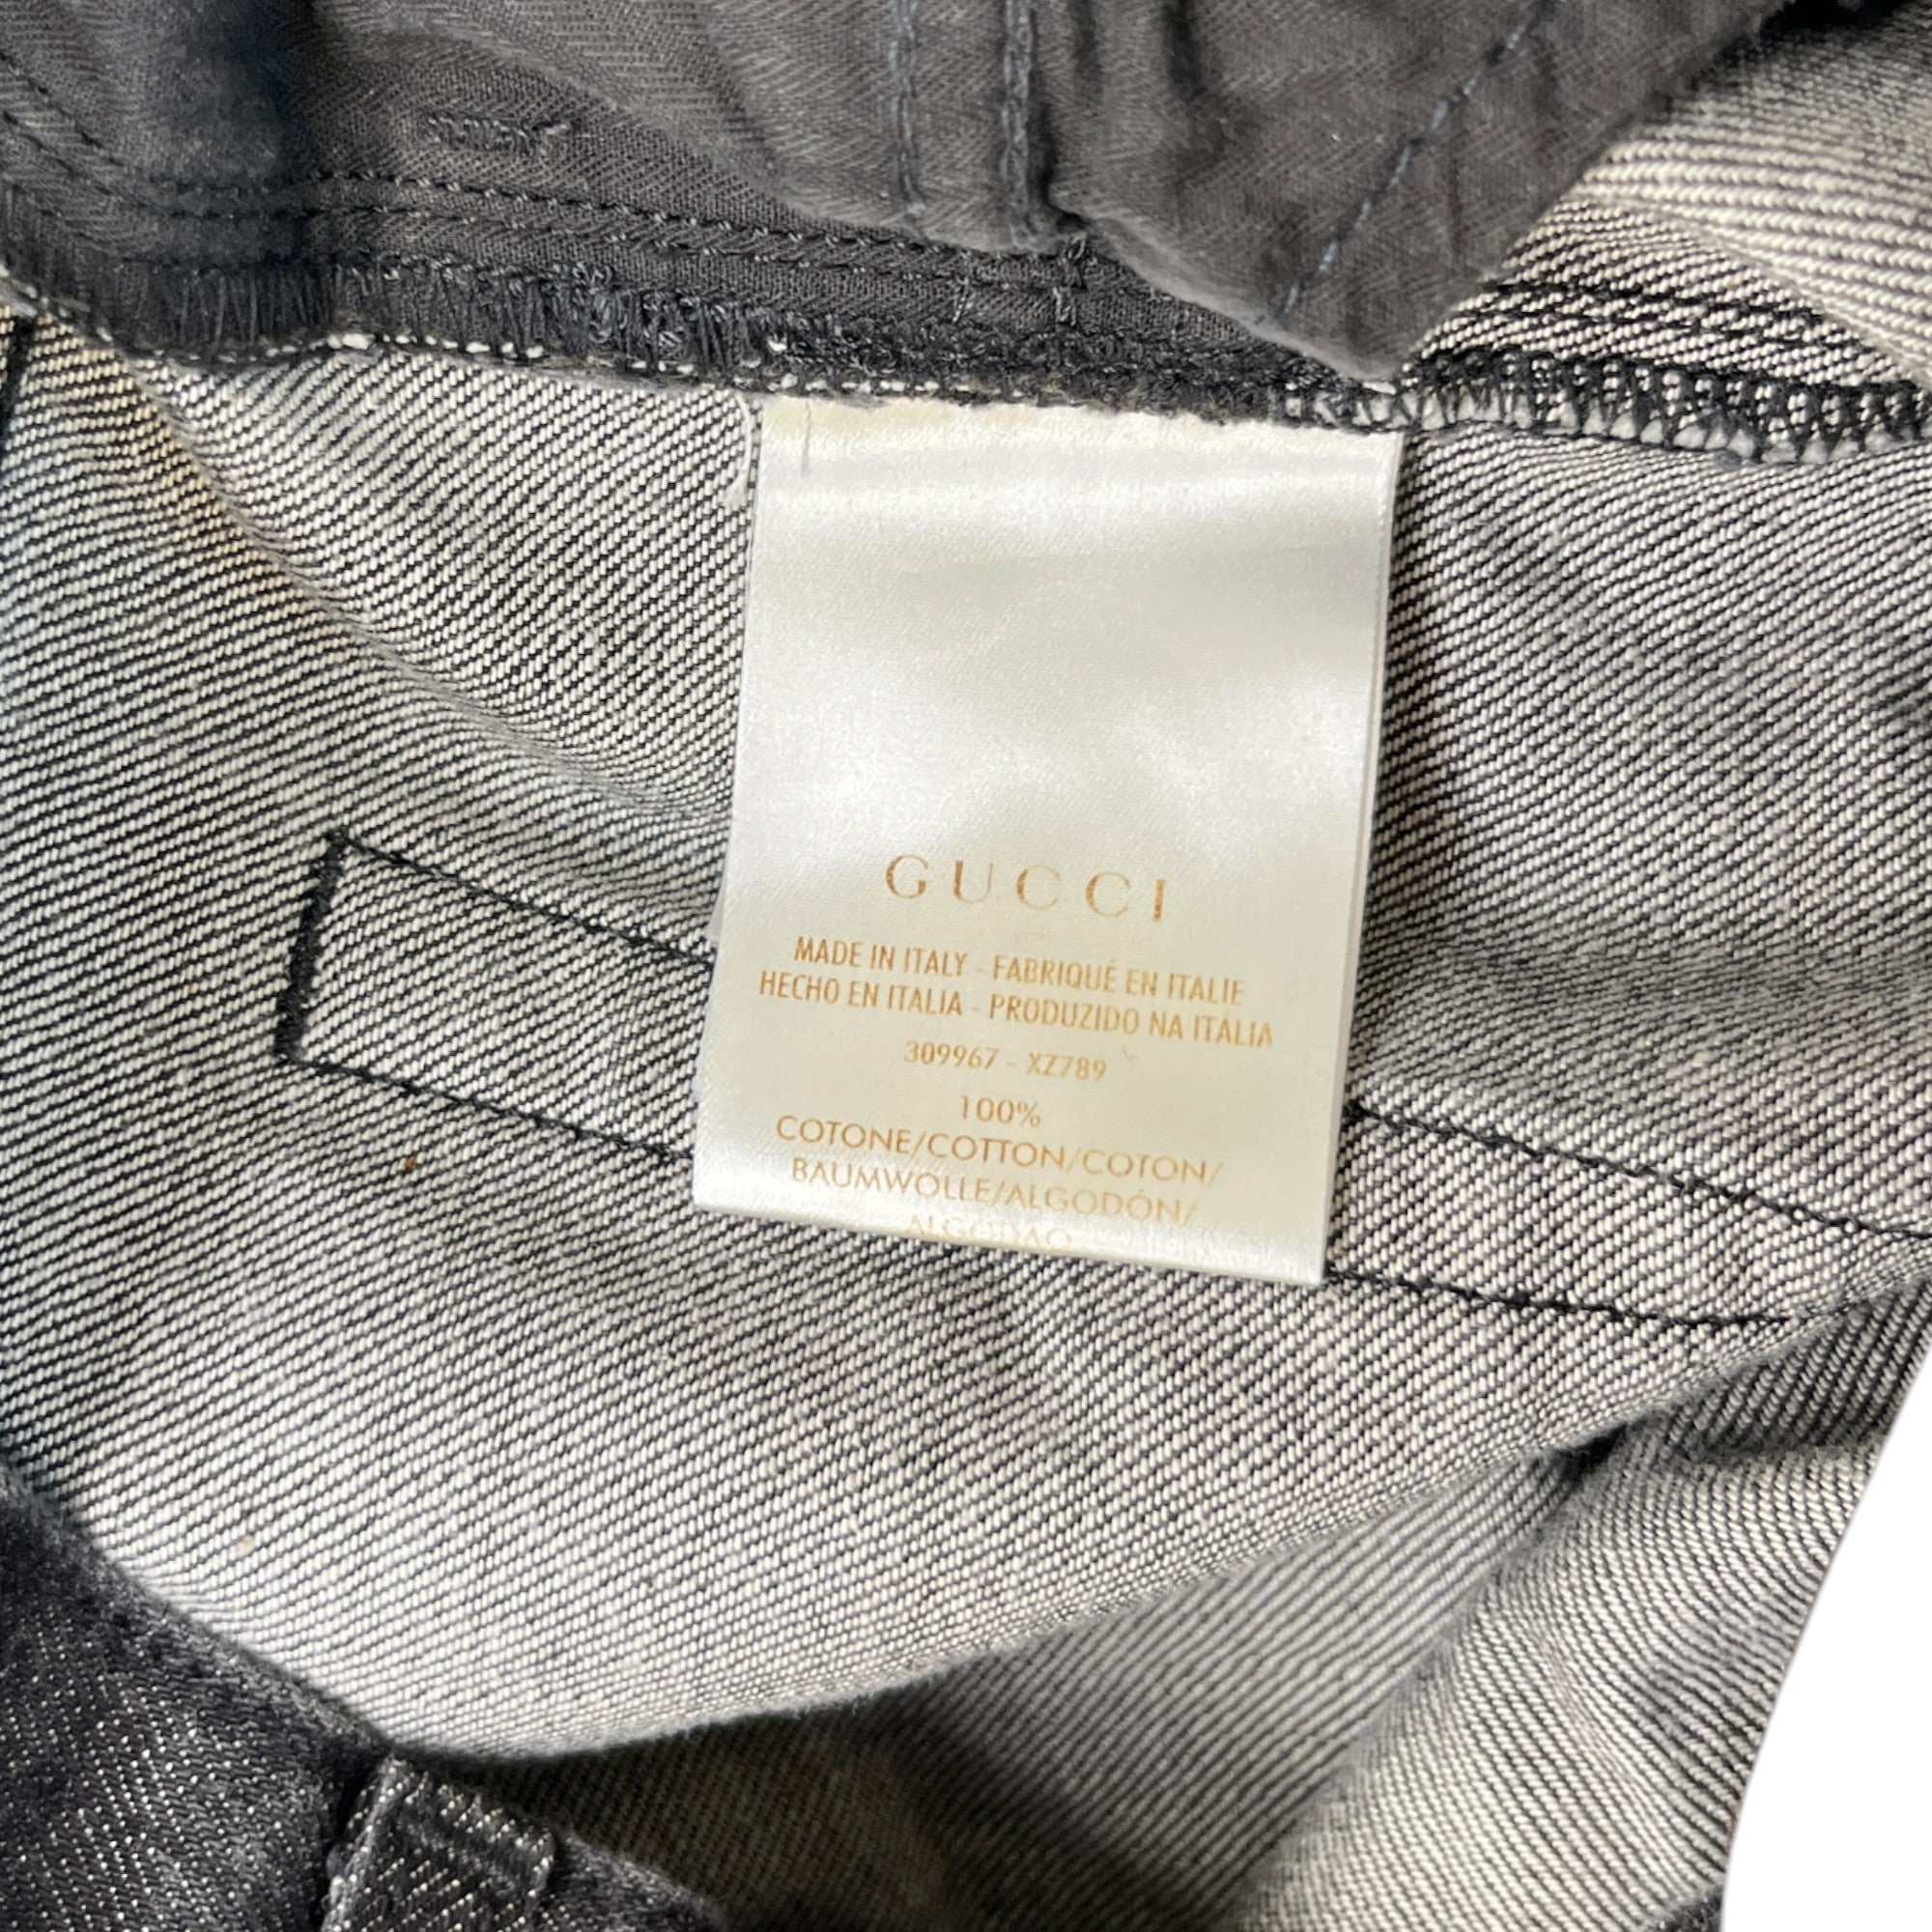 GUCCI
MADE IN ITALY - FABRIQUÉ EN ITALIE
HECHO EN ITALIA - PRODUZIDO NA ITÁLIA
309967 - XZ789
100%
COTONE/COTTON/COTON/
BAUMWOLLE/ALGODÓN/
ALGODAO